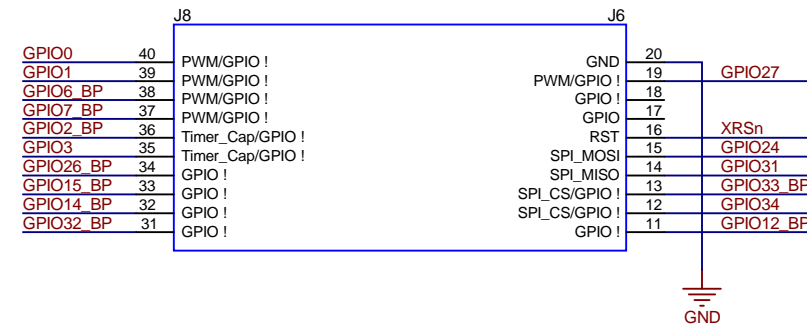 J8 J6
GPIO0 40 PWM/GPIO ! GND 20
GPIO1 39 PWM/GPIO ! PWM/GPIO ! 19 GPIO27
GPIO6_BP 38 PWM/GPIO ! GPIO ! 18
GPIO7_BP 37 PWM/GPIO ! GPIO 17
GPIO2_BP 36 Timer_Cap/GPIO ! RST 16 XRSn
GPIO3 35 Timer_Cap/GPIO ! SPI_MOSI 15 GPIO24
GPIO26_BP 34 GPIO ! SPI_MISO 14 GPIO31
GPIO15_BP 33 GPIO ! SPI_CS/GPIO ! 13 GPIO33_BP
GPIO14_BP 32 GPIO ! SPI_CS/GPIO ! 12 GPIO34
GPIO32_BP 31 GPIO ! GPIO ! 11 GPIO12_BP
GND